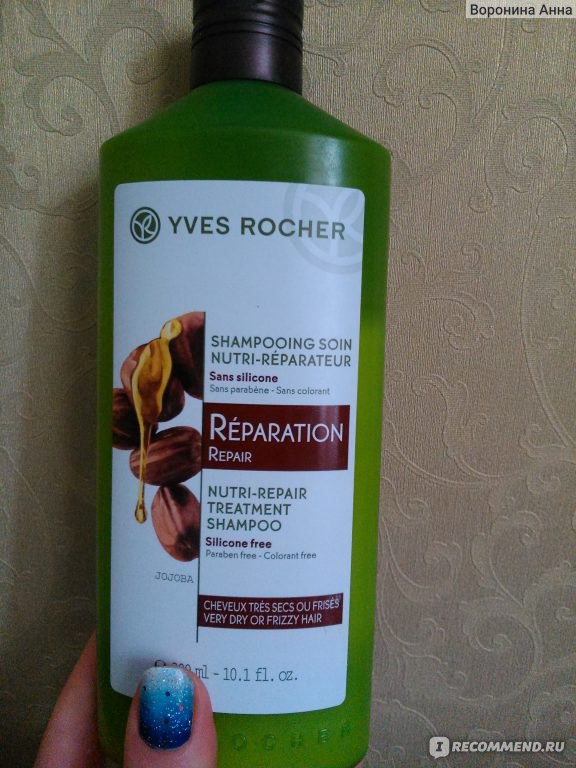 Воронина Анна
YVES ROCHER
SHAMPOOING SOIN
NUTRI-RÉPARATEUR
Sans silicone
Sans parabène - Sans colorant
RÉPARATION
REPAIR
NUTRI-REPAIR
TREATMENT
SHAMPOO
Silicone free
Paraben free - Colorant free
JOJOBA
CHEVEUX TRÈS SECS OU FRISÉS
VERY DRY OR FRIZZY HAIR
ml - 10.1 fl. oz.
ROCHER
IRECOMMEND.RU